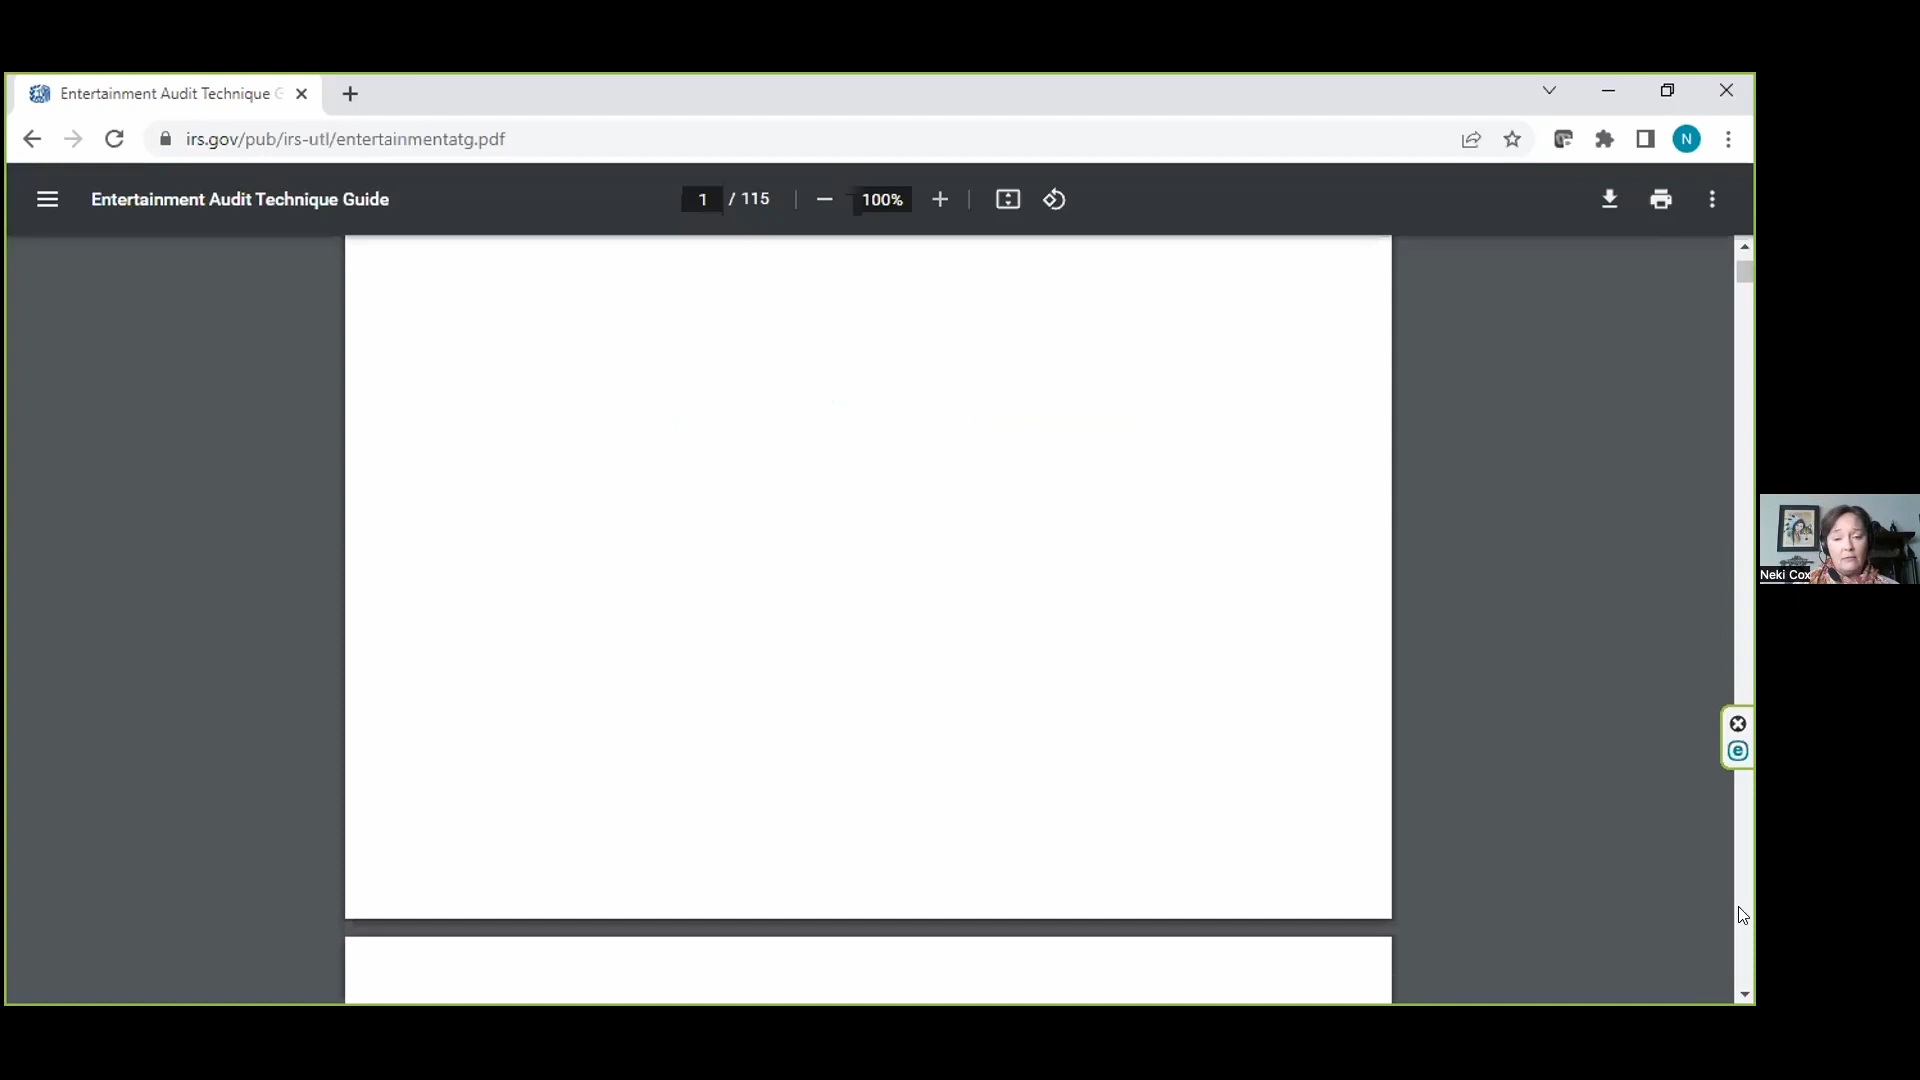 Entertainment Audit Technique G
irs.gov/pub/irs-utl/entertainmentatg.pdf
N
Entertainment Audit Technique Guide
1 / 115
100%
Neki Cox